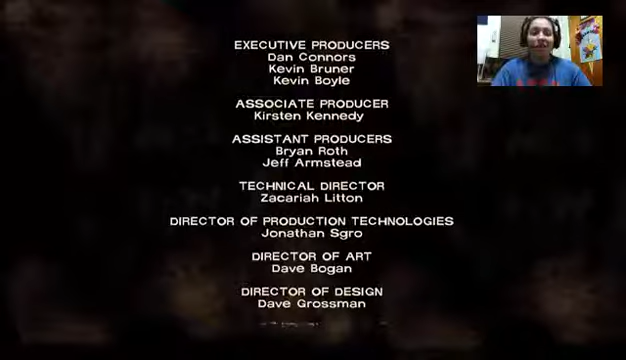 EXECUTIVE PRODUCERS
Dan Connors
Kevin Bruner
Kevin Boyle
ASSOCIATE PRODUCER
Kirsten Kennedy
ASSISTANT PRODUCERS
Bryan Roth
Jeff Armstead
TECHNICAL DIRECTOR
Zacariah Litton
DIRECTOR OF PRODUCTION TECHNOLOGIES
Jonathan Sgro
DIRECTOR OF ART
Dave Bogan
DIRECTOR OF DESIGN
Dave Grossman